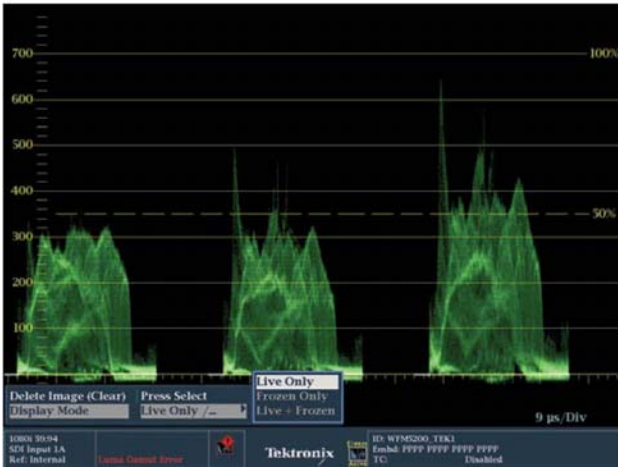 700
100%
600
500
400
50%
300
200
100
Delete Image (Clear)
Display Mode
Press Select
Live Only /...
Live Only
Frozen Only
Live + Frozen
9 µs/Div
1080i 59.94
SDI Input 1A
Ref: Internal
Luma Gamut Error
Tektronix
ID: WFM5200_TEK1
Embd: PPPP PPPP PPPP PPPP
TC: Disabled